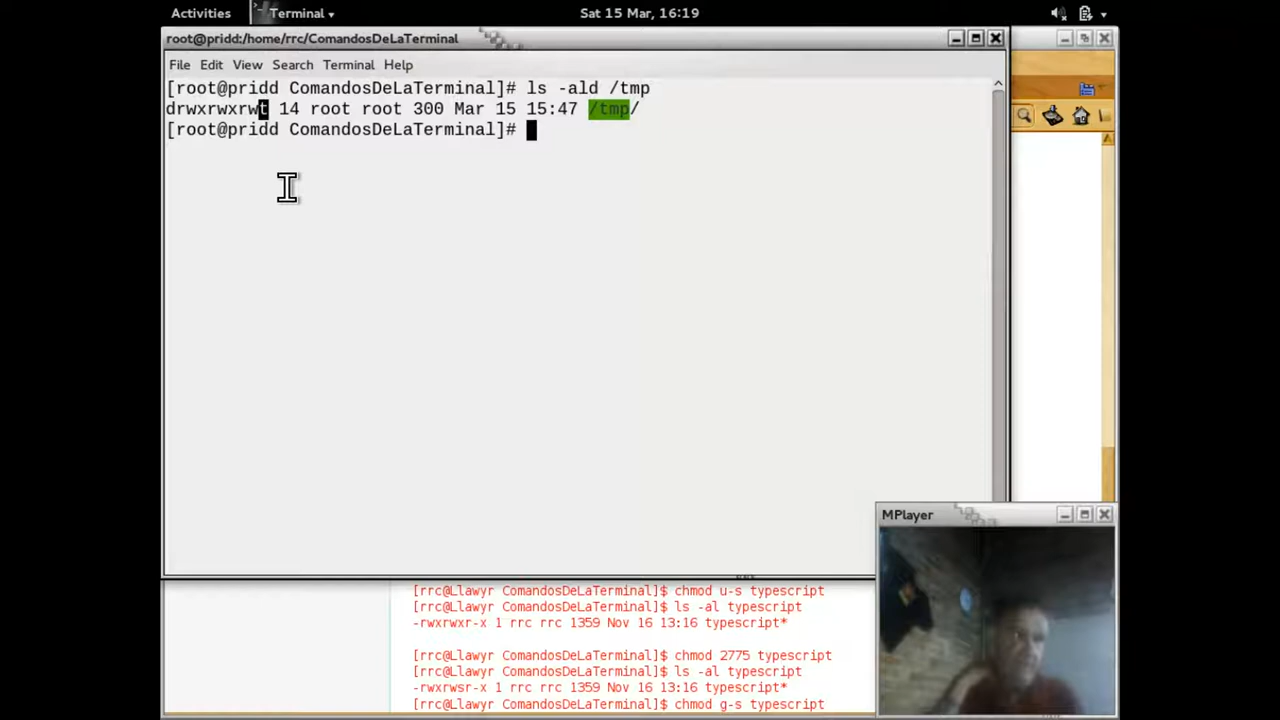 Activities Terminal Sat 15 Mar, 16:19
root@pridd:/home/rrc/ComandosDeLaTerminal
File Edit View Search Terminal Help
[root@pridd ComandosDeLaTerminal]# ls -ald /tmp
drwxrwxrwt 14 root root 300 Mar 15 15:47 /tmp/
[root@pridd ComandosDeLaTerminal]#
MPlayer
[rrc@Llawyr ComandosDeLaTerminal]$ chmod u-s typescript
[rrc@Llawyr ComandosDeLaTerminal]$ ls -al typescript
-rwxrwxr-x 1 rrc rrc 1359 Nov 16 13:16 typescript*
[rrc@Llawyr ComandosDeLaTerminal]$ chmod 2775 typescript
[rrc@Llawyr ComandosDeLaTerminal]$ ls -al typescript
-rwxrwsr-x 1 rrc rrc 1359 Nov 16 13:16 typescript*
[rrc@Llawyr ComandosDeLaTerminal]$ chmod g-s typescript